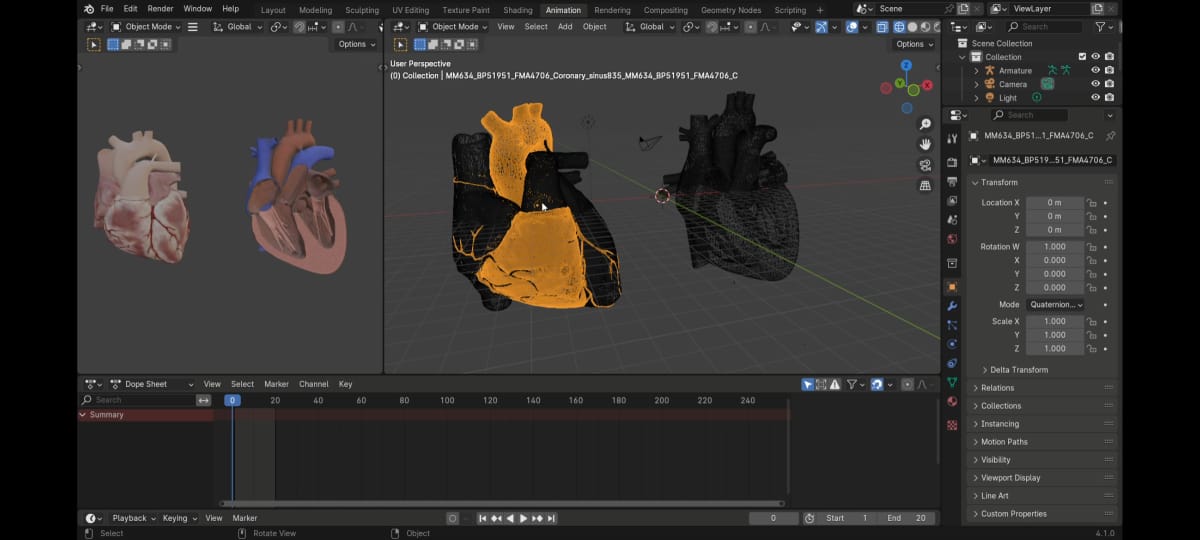 File Edit Render Window Help Layout Modeling Sculpting UV Editing Texture Paint Shading Animation Rendering Compositing Geometry Nodes Scripting + Scene ViewLayer
Object Mode Global Object Mode View Select Add Object Global
Options Options
User Perspective
(0) Collection | MM634_BP51951_FMA4706_Coronary_sinus835_MM634_BP51951_FMA4706_C
Z
Y
X
Scene Collection
Collection
Armature
Camera
Light
Search
MM634_BP51...1_FMA4706_C
MM634_BP519...51_FMA4706_C
Transform
Location X 0 m
Y 0 m
Z 0 m
Rotation W 1.000
X 0.000
Y 0.000
Z 0.000
Mode Quaternion...
Scale X 1.000
Y 1.000
Z 1.000
Delta Transform
Relations
Collections
Instancing
Motion Paths
Visibility
Viewport Display
Line Art
Custom Properties
Dope Sheet View Select Marker Channel Key
Search 0 20 40 60 80 100 120 140 160 180 200 220 240
Summary
Playback Keying View Marker 0 Start 1 End 20
Select Rotate View Object 4.1.0